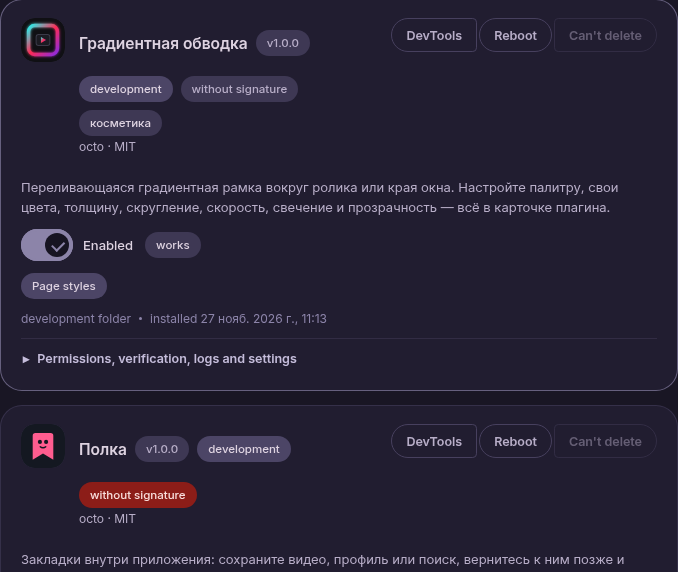 Градиентная обводка v1.0.0 DevTools Reboot Can't delete
development without signature
косметика
octo · MIT
Переливающаяся градиентная рамка вокруг ролика или края окна. Настройте палитру, свои
цвета, толщину, скругление, скорость, свечение и прозрачность — всё в карточке плагина.
Enabled works
Page styles
development folder • installed 27 нояб. 2026 г., 11:13
▸ Permissions, verification, logs and settings
Полка v1.0.0 development DevTools Reboot Can't delete
without signature
octo · MIT
Закладки внутри приложения: сохраните видео, профиль или поиск, вернитесь к ним позже и